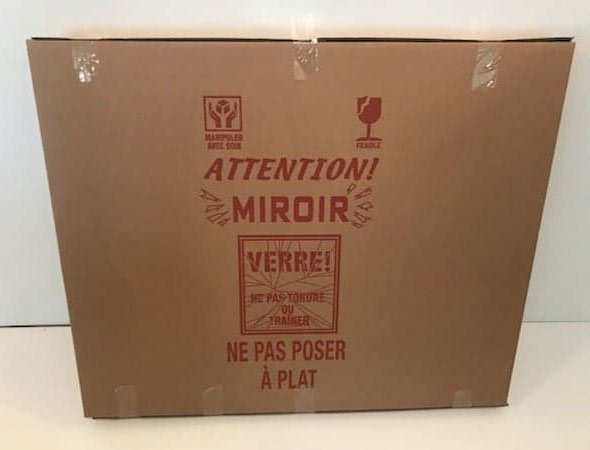 MANIPULER
AVEC SOIN
FRAGILE
ATTENTION!
MIROIR
VERRE!
NE PAS TORDRE
OU
TRAINER
NE PAS POSER
À PLAT